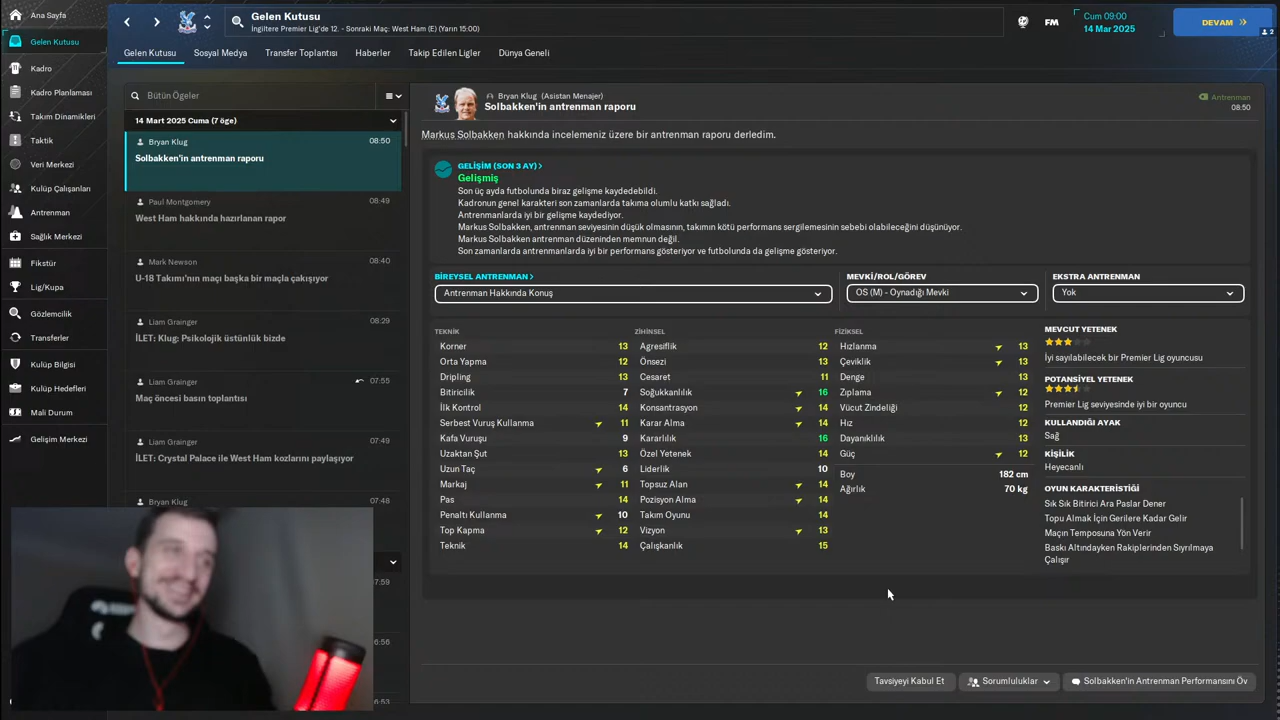 Ana Sayfa
Gelen Kutusu
Kadro
Kadro Planlaması
Takım Dinamikleri
Taktik
Veri Merkezi
Kulüp Çalışanları
Antrenman
Sağlık Merkezi
Fikstür
Lig/Kupa
Gözlemcilik
Transferler
Kulüp Bilgisi
Kulüp Hedefleri
Mali Durum
Gelişim Merkezi
Gelen Kutusu
İngiltere Premier Lig'de 12. - Sonraki Maç: West Ham (E) (Yarın 15:00)
FM
Cum 09:00
14 Mar 2025
DEVAM
2
Gelen Kutusu Sosyal Medya Transfer Toplantısı Haberler Takip Edilen Ligler Dünya Geneli
Bütün Ögeler
14 Mart 2025 Cuma (7 öge)
Bryan Klug 08:50
Solbakken'in antrenman raporu
Paul Montgomery 08:49
West Ham hakkında hazırlanan rapor
Mark Newson 08:40
U-18 Takımı'nın maçı başka bir maçla çakışıyor
Liam Grainger 08:29
İLET: Klug: Psikolojik üstünlük bizde
Liam Grainger 07:55
Maç öncesi basın toplantısı
Liam Grainger 07:49
İLET: Crystal Palace ile West Ham kozlarını paylaşıyor
Bryan Klug 07:48
07:59
06:56
06:53
Bryan Klug (Asistan Menajer)
Solbakken'in antrenman raporu
Antrenman
08:50
Markus Solbakken hakkında incelemeniz üzere bir antrenman raporu derledim.
GELİŞİM (SON 3 AY)
Gelişmiş
Son üç ayda futbolunda biraz gelişme kaydedebildi.
Kadronun genel karakteri son zamanlarda takıma olumlu katkı sağladı.
Antrenmanlarda iyi bir gelişme kaydediyor.
Markus Solbakken, antrenman seviyesinin düşük olmasının, takımın kötü performans sergilemesinin sebebi olabileceğini düşünüyor.
Markus Solbakken antrenman düzeninden memnun değil.
Son zamanlarda antrenmanlarda iyi bir performans gösteriyor ve futbolunda da gelişme gösteriyor.
BİREYSEL ANTRENMAN MEVKİ/ROL/GÖREV EKSTRA ANTRENMAN
Antrenman Hakkında Konuş OS (M) - Oynadığı Mevki Yok
TEKNİK
Korner 13
Orta Yapma 12
Dripling 13
Bitiricilik 7
İlk Kontrol 14
Serbest Vuruş Kullanma 11
Kafa Vuruşu 9
Uzaktan Şut 13
Uzun Taç 6
Markaj 11
Pas 14
Penaltı Kullanma 10
Top Kapma 12
Teknik 14
ZİHİNSEL
Agresiflik 12
Önsezi 13
Cesaret 11
Soğukkanlılık 16
Konsantrasyon 14
Karar Alma 14
Kararlılık 16
Özel Yetenek 14
Liderlik 10
Topsuz Alan 14
Pozisyon Alma 14
Takım Oyunu 14
Vizyon 13
Çalışkanlık 15
FİZİKSEL
Hızlanma 13
Çeviklik 13
Denge 13
Zıplama 12
Vücut Zindeliği 12
Hız 12
Dayanıklılık 13
Güç 12
Boy 182 cm
Ağırlık 70 kg
MEVCUT YETENEK
İyi sayılabilecek bir Premier Lig oyuncusu
POTANSİYEL YETENEK
Premier Lig seviyesinde iyi bir oyuncu
KULLANDIĞI AYAK
Sağ
KİŞİLİK
Heyecanlı
OYUN KARAKTERİSTİĞİ
Sık Sık Bitirici Ara Paslar Dener
Topu Almak İçin Gerilere Kadar Gelir
Maçın Temposuna Yön Verir
Baskı Altındayken Rakiplerinden Sıyrılmaya
Çalışır
Tavsiyeyi Kabul Et Sorumluluklar Solbakken'in Antrenman Performansını Öv